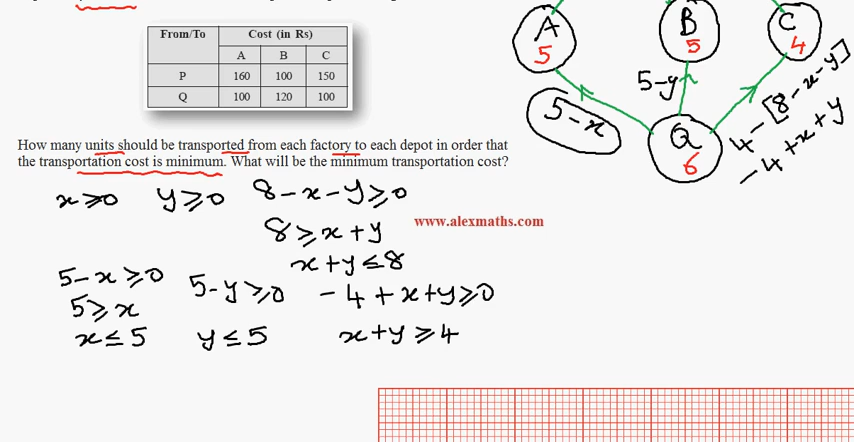 From/To Cost (in Rs)
A B C
P 160 100 150
Q 100 120 100
A
5
B
5
C
4
5-y
5-x
4-[8-x-y]
-4+x+y
Q
6
How many units should be transported from each factory to each depot in order that
the transportation cost is minimum. What will be the minimum transportation cost?
x≥0 y≥0 8-x-y≥0
8≥x+y
www.alexmaths.com
x+y≤8
5-x≥0 5-y≥0 -4+x+y≥0
5≥x
x≤5 y≤5 x+y≥4